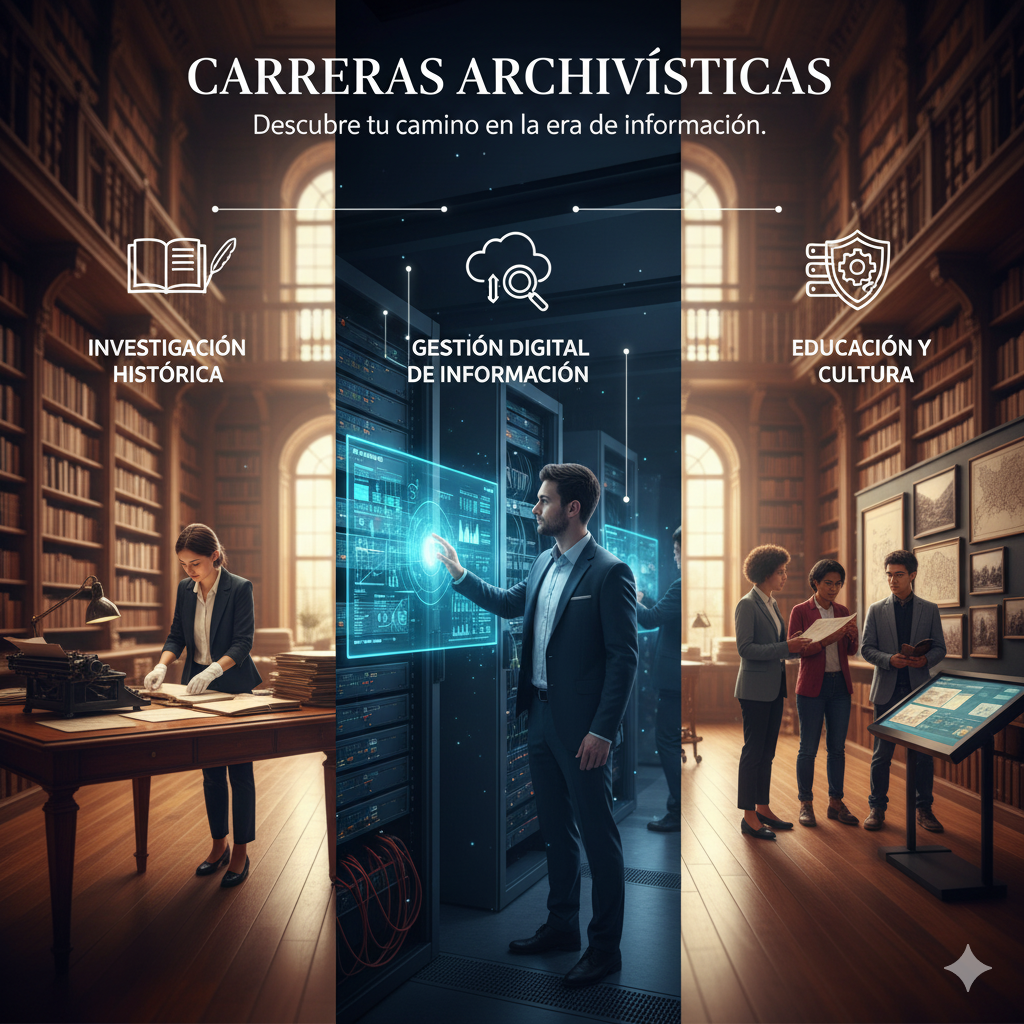 CARRERAS ARCHIVÍSTICAS
Descubre tu camino en la era de información.
INVESTIGACIÓN
HISTÓRICA
GESTIÓN DIGITAL
DE INFORMACIÓN
EDUCACIÓN Y
CULTURA